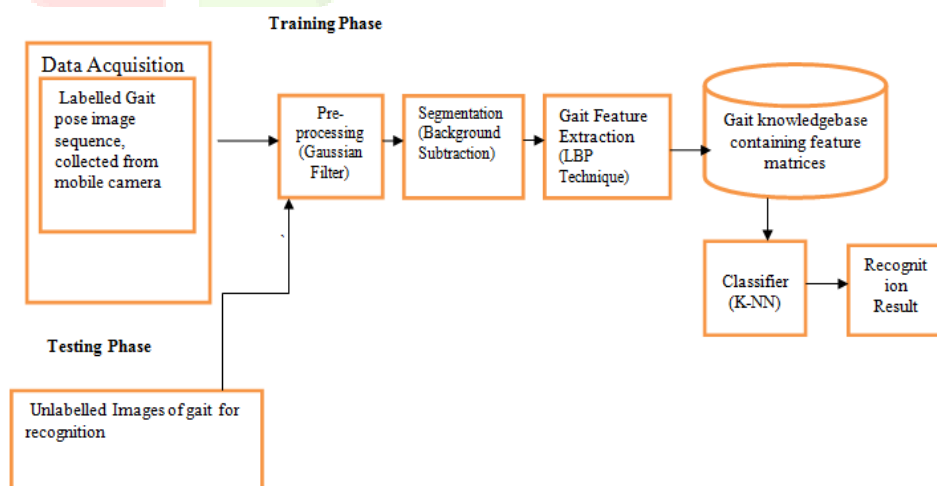 Training Phase
Data Acquisition
Labelled Gait
pose image
sequence,
collected from
mobile camera
Pre-
processing
(Gaussian
Filter)
Segmentation
(Background
Subtraction)
Gait Feature
Extraction
(LBP
Technique)
Gait knowledgebase
containing feature
matrices
Classifier
(K-NN)
Recognit
ion
Result
Testing Phase
Unlabelled Images of gait for
recognition